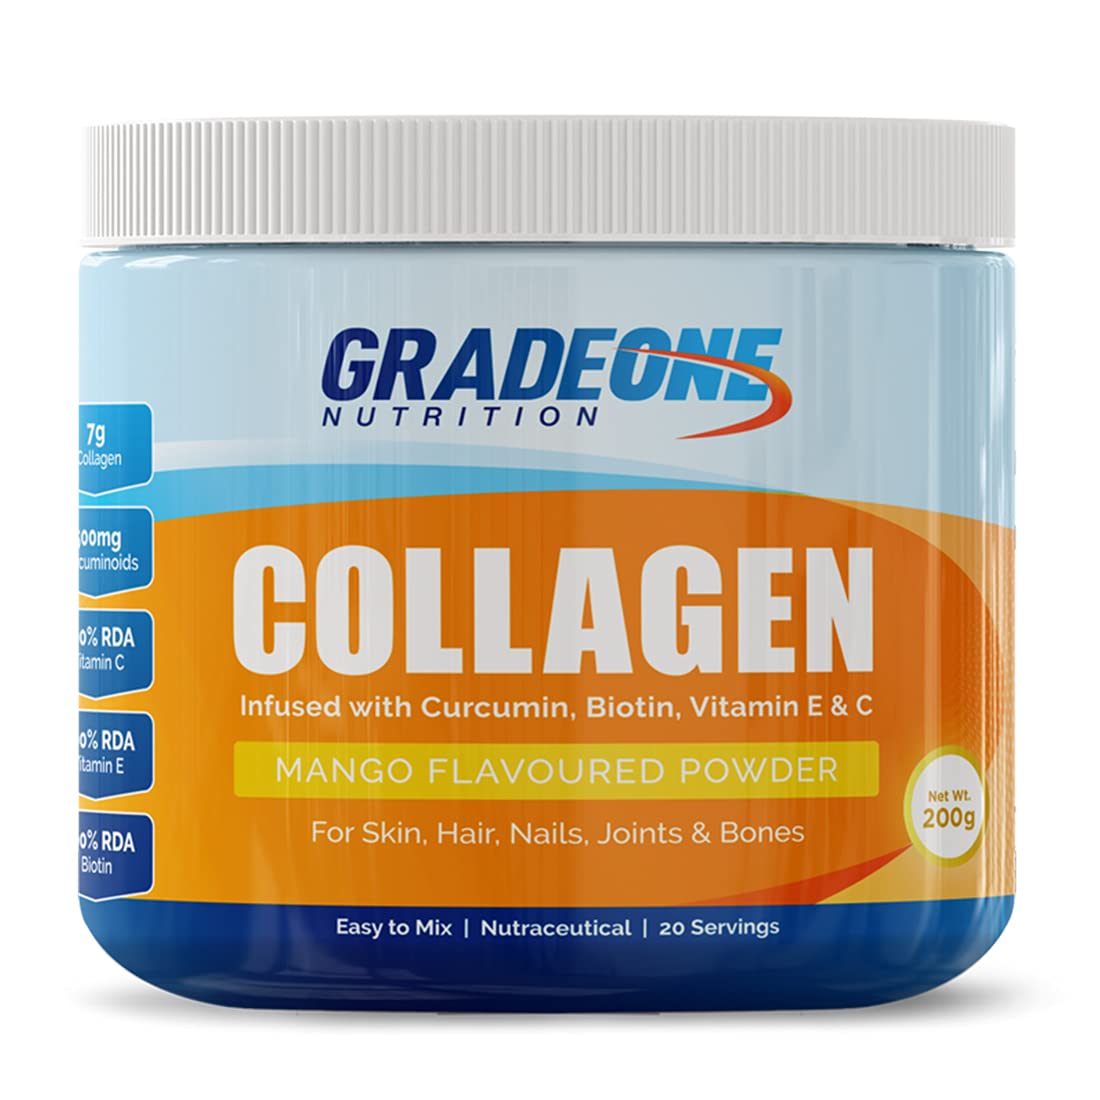 GRADEONE
NUTRITION
7g
Collagen
COLLAGEN
Infused with Curcumin, Biotin, Vitamin E & C
MANGO FLAVOURED POWDER
For Skin, Hair, Nails, Joints & Bones
RDA
Vitamin C
RDA
Vitamin E
RDA
Biotin
Net Wt.
200g
Easy to Mix | Nutraceutical | 20 Servings